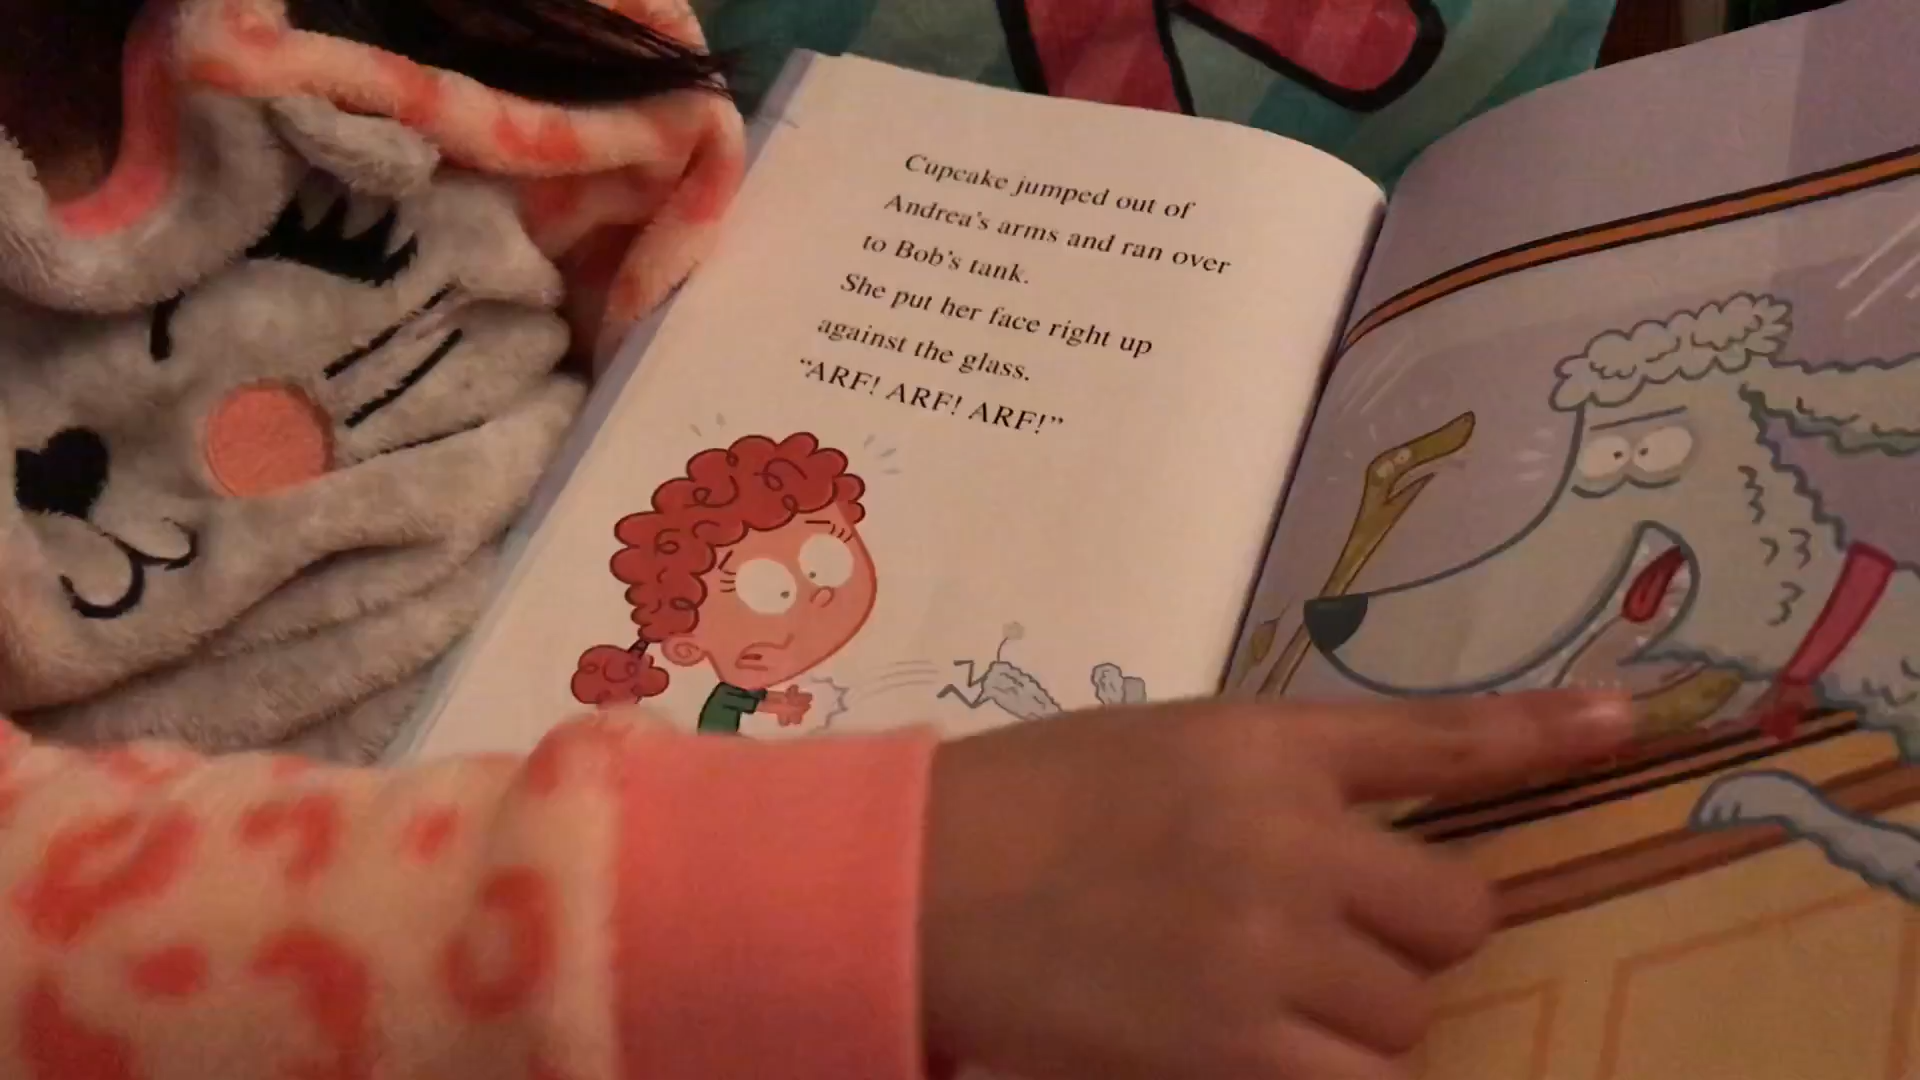 Cupcake jumped out of
Andrea's arms and ran over
to Bob's tank.
She put her face right up
against the glass.
“ARF! ARF! ARF!”